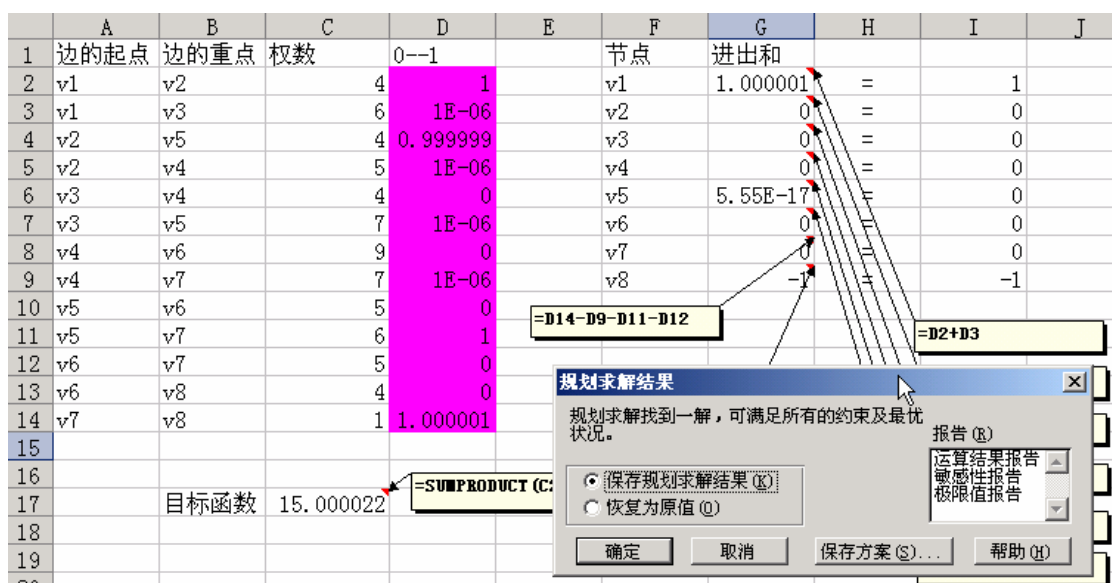 A B C D E F G H I J
1 边的起点 边的重点 权数 0--1 节点 进出和
2 v1 v2 4 1 v1 1.000001 = 1
3 v1 v3 6 1E-06 v2 0 = 0
4 v2 v5 4 0.999999 v3 0 = 0
5 v2 v4 5 1E-06 v4 0 = 0
6 v3 v4 4 0 v5 5.55E-17 = 0
7 v3 v5 7 1E-06 v6 0 = 0
8 v4 v6 9 0 v7 0 = 0
9 v4 v7 7 1E-06 v8 -1 = -1
10 v5 v6 5 0
=D14-D9-D11-D12
11 v5 v7 6 1
=D2+D3
12 v6 v7 5 0
13 v6 v8 4 0
14 v7 v8 1 1.000001
15
16
=SUMPRODUCT(C2
17 目标函数 15.000022
18
19
规划求解结果
规划求解找到一解，可满足所有的约束及最优
状况。
报告(R)
运算结果报告
敏感性报告
极限值报告
保存规划求解结果(K)
恢复为原值(O)
确定 取消 保存方案(S)... 帮助(H)